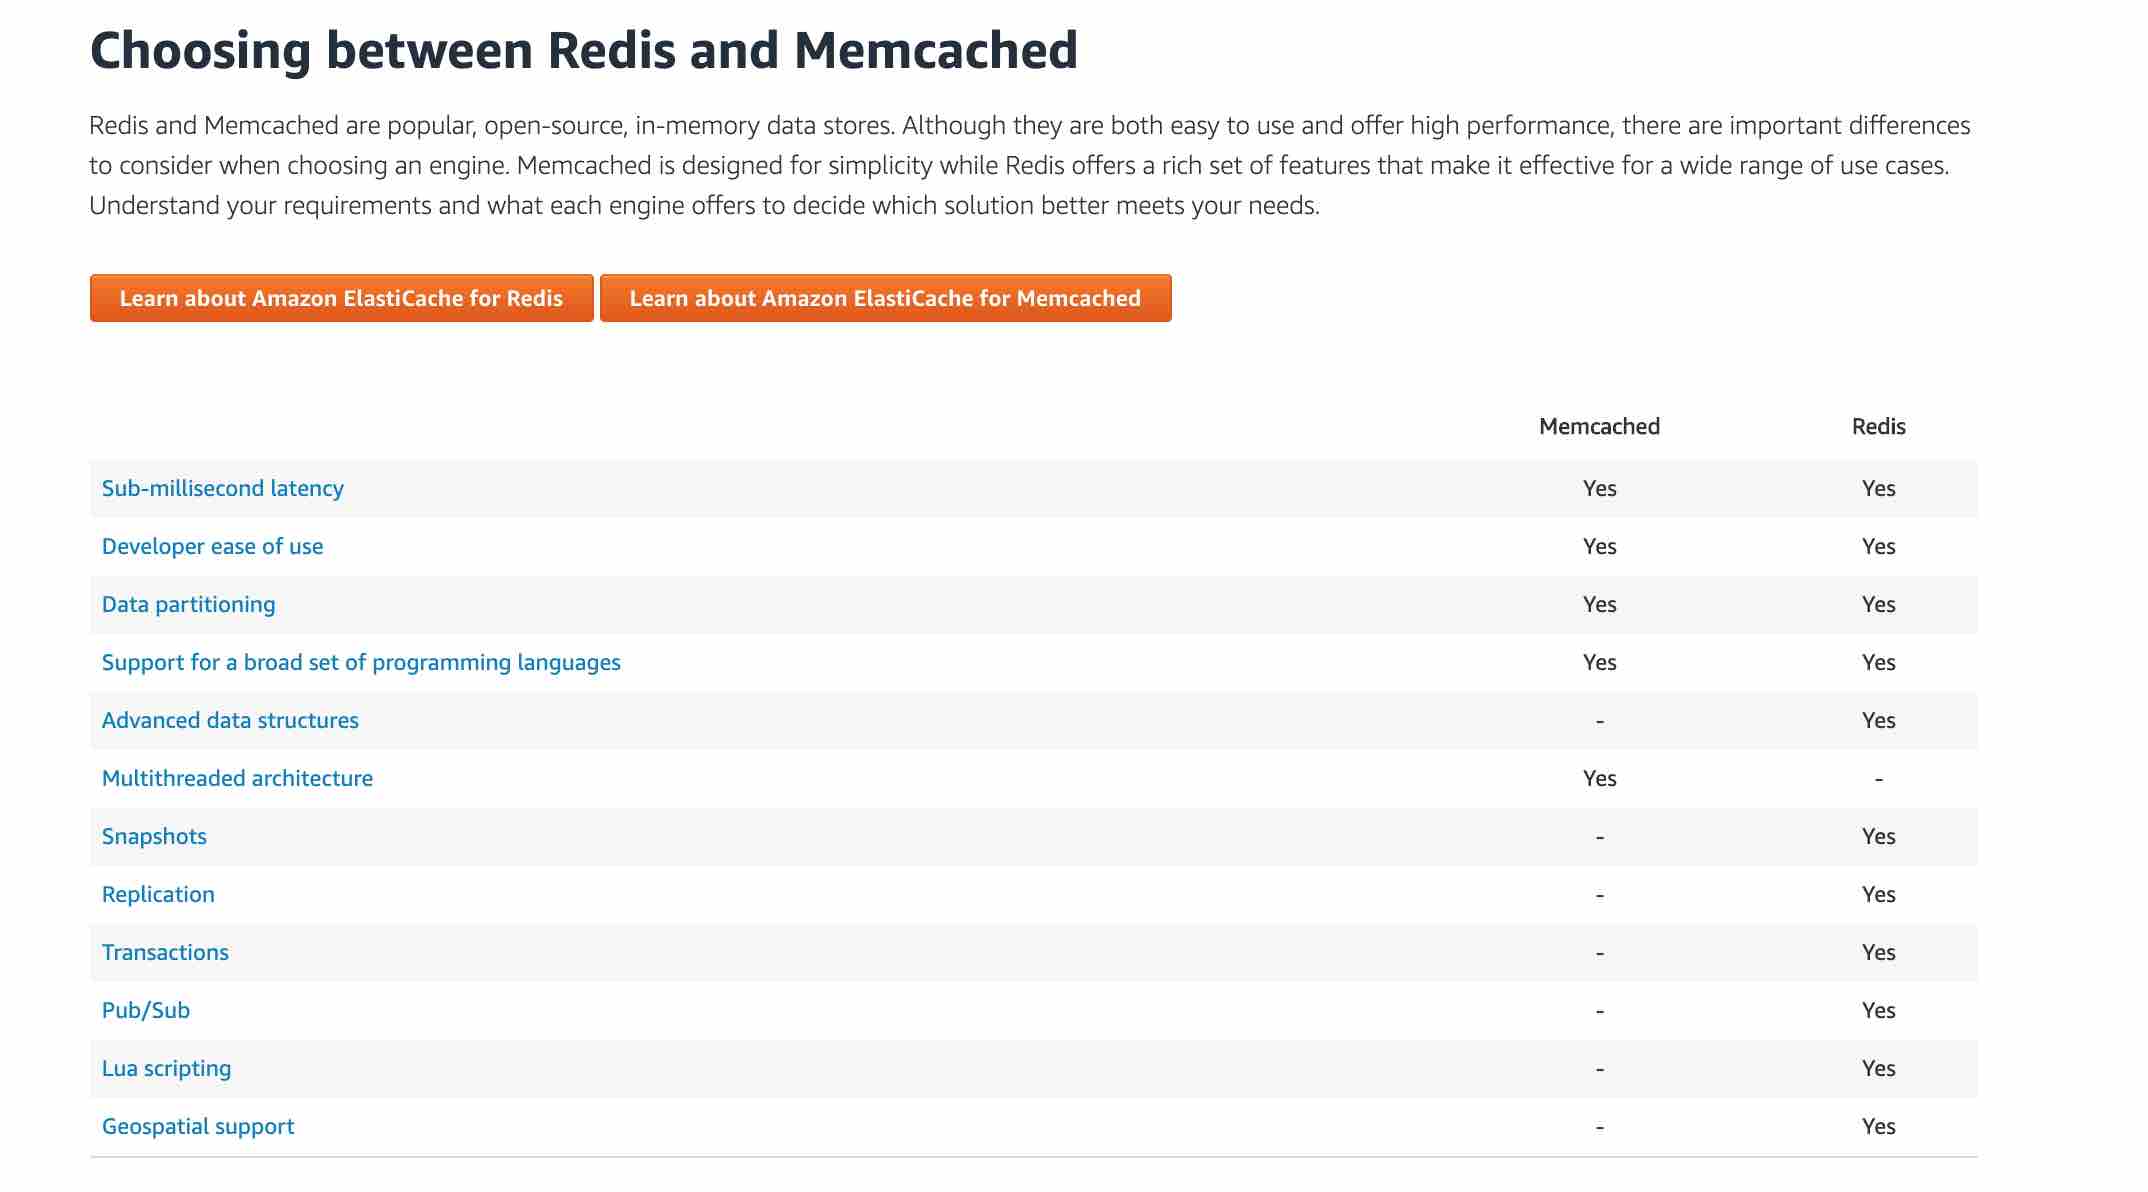 Choosing between Redis and Memcached
Redis and Memcached are popular, open-source, in-memory data stores. Although they are both easy to use and offer high performance, there are important differences
to consider when choosing an engine. Memcached is designed for simplicity while Redis offers a rich set of features that make it effective for a wide range of use cases.
Understand your requirements and what each engine offers to decide which solution better meets your needs.
Learn about Amazon ElastiCache for Redis Learn about Amazon ElastiCache for Memcached
Memcached Redis
Sub-millisecond latency Yes Yes
Developer ease of use Yes Yes
Data partitioning Yes Yes
Support for a broad set of programming languages Yes Yes
Advanced data structures - Yes
Multithreaded architecture Yes -
Snapshots - Yes
Replication - Yes
Transactions - Yes
Pub/Sub - Yes
Lua scripting - Yes
Geospatial support - Yes